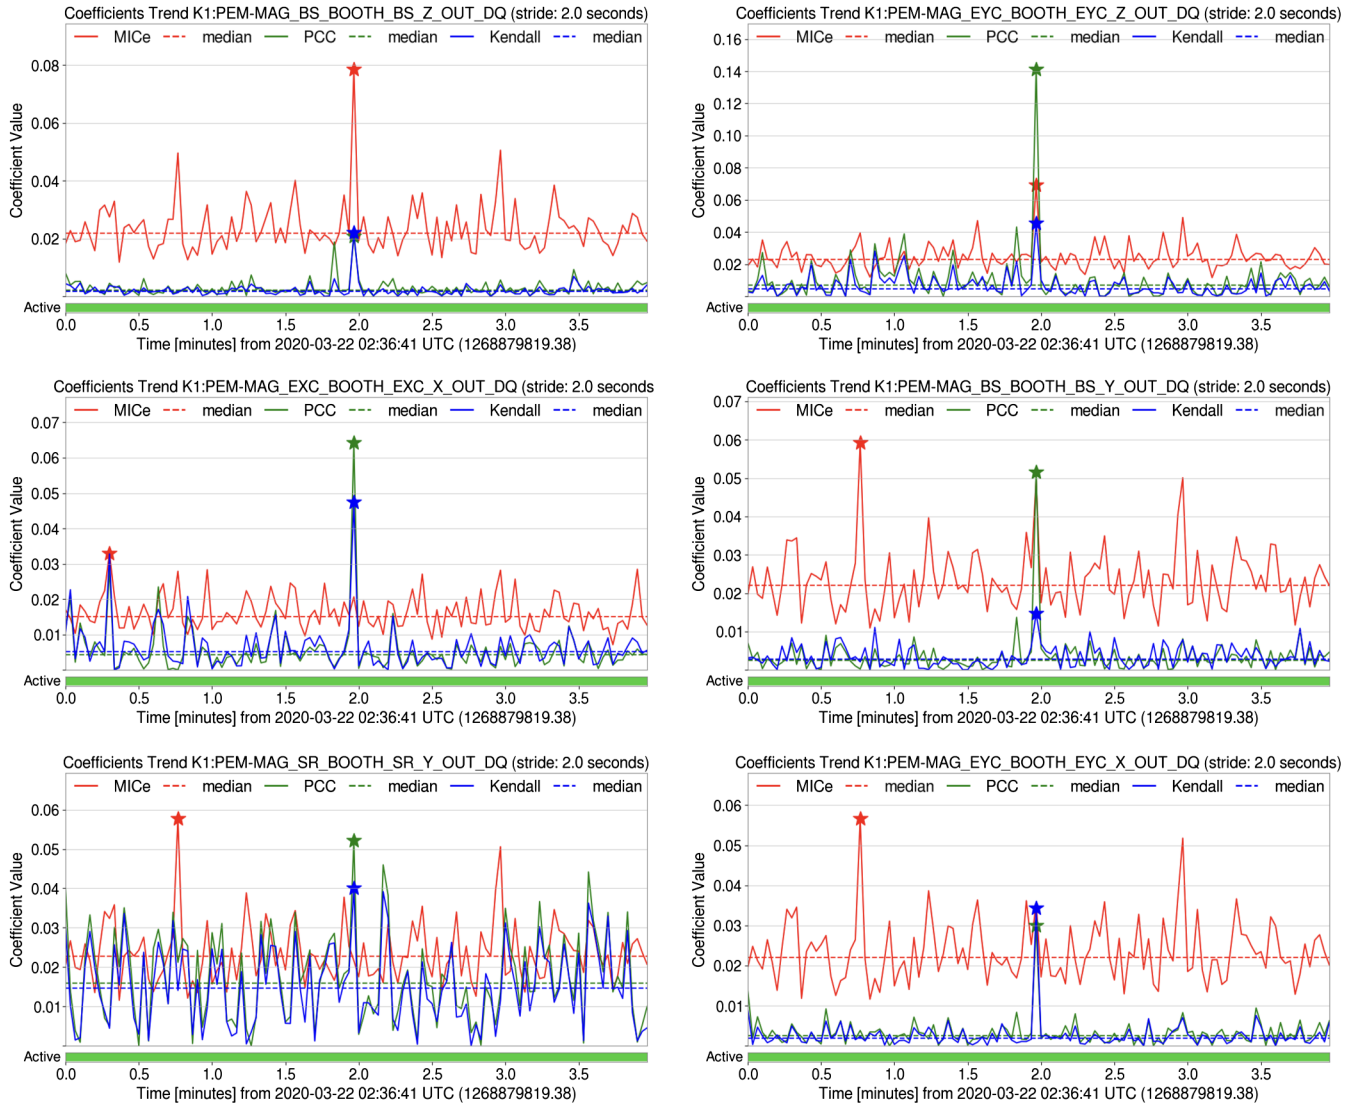 Coefficients Trend K1:PEM-MAG_BS_BOOTH_BS_Z_OUT_DQ (stride: 2.0 seconds)
MICe median PCC median Kendall median
Coefficient Value
0.08
0.06
0.04
0.02
Active
0.0 0.5 1.0 1.5 2.0 2.5 3.0 3.5
Time [minutes] from 2020-03-22 02:36:41 UTC (1268879819.38)
Coefficients Trend K1:PEM-MAG_EYC_BOOTH_EYC_Z_OUT_DQ (stride: 2.0 seconds)
MICe median PCC median Kendall median
Coefficient Value
0.16
0.14
0.12
0.10
0.08
0.06
0.04
0.02
Active
0.0 0.5 1.0 1.5 2.0 2.5 3.0 3.5
Time [minutes] from 2020-03-22 02:36:41 UTC (1268879819.38)
Coefficients Trend K1:PEM-MAG_EXC_BOOTH_EXC_X_OUT_DQ (stride: 2.0 seconds
MICe median PCC median Kendall median
Coefficient Value
0.07
0.06
0.05
0.04
0.03
0.02
0.01
Active
0.0 0.5 1.0 1.5 2.0 2.5 3.0 3.5
Time [minutes] from 2020-03-22 02:36:41 UTC (1268879819.38)
Coefficients Trend K1:PEM-MAG_BS_BOOTH_BS_Y_OUT_DQ (stride: 2.0 seconds)
MICe median PCC median Kendall median
Coefficient Value
0.07
0.06
0.05
0.04
0.03
0.02
0.01
Active
0.0 0.5 1.0 1.5 2.0 2.5 3.0 3.5
Time [minutes] from 2020-03-22 02:36:41 UTC (1268879819.38)
Coefficients Trend K1:PEM-MAG_SR_BOOTH_SR_Y_OUT_DQ (stride: 2.0 seconds)
MICe median PCC median Kendall median
Coefficient Value
0.06
0.05
0.04
0.03
0.02
0.01
Active
0.0 0.5 1.0 1.5 2.0 2.5 3.0 3.5
Time [minutes] from 2020-03-22 02:36:41 UTC (1268879819.38)
Coefficients Trend K1:PEM-MAG_EYC_BOOTH_EYC_X_OUT_DQ (stride: 2.0 seconds)
MICe median PCC median Kendall median
Coefficient Value
0.06
0.05
0.04
0.03
0.02
0.01
Active
0.0 0.5 1.0 1.5 2.0 2.5 3.0 3.5
Time [minutes] from 2020-03-22 02:36:41 UTC (1268879819.38)